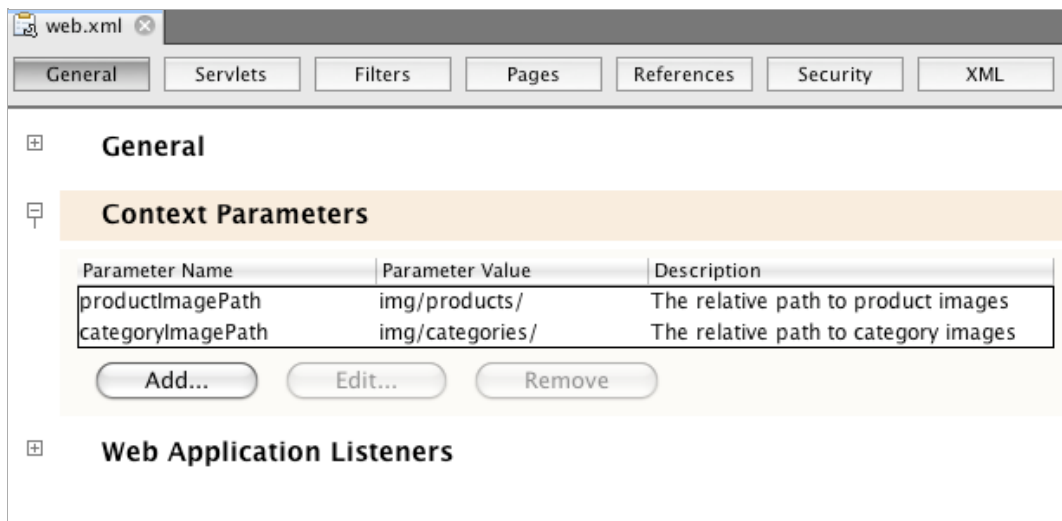 web.xml
General Servlets Filters Pages References Security XML
General
Context Parameters
Parameter Name Parameter Value Description
productImagePath img/products/ The relative path to product images
categoryImagePath img/categories/ The relative path to category images
Add... Edit... Remove
Web Application Listeners